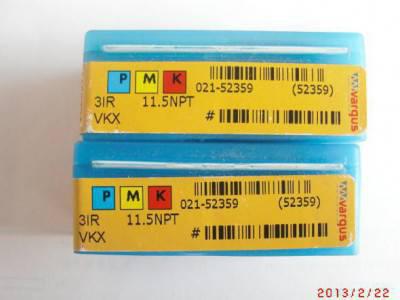 P M K
021-52359 (52359)
3IR 11.5NPT
VKX #
vargus
P M K
021-52359 (52359)
3IR 11.5NPT
VKX #
vargus
2013/2/22